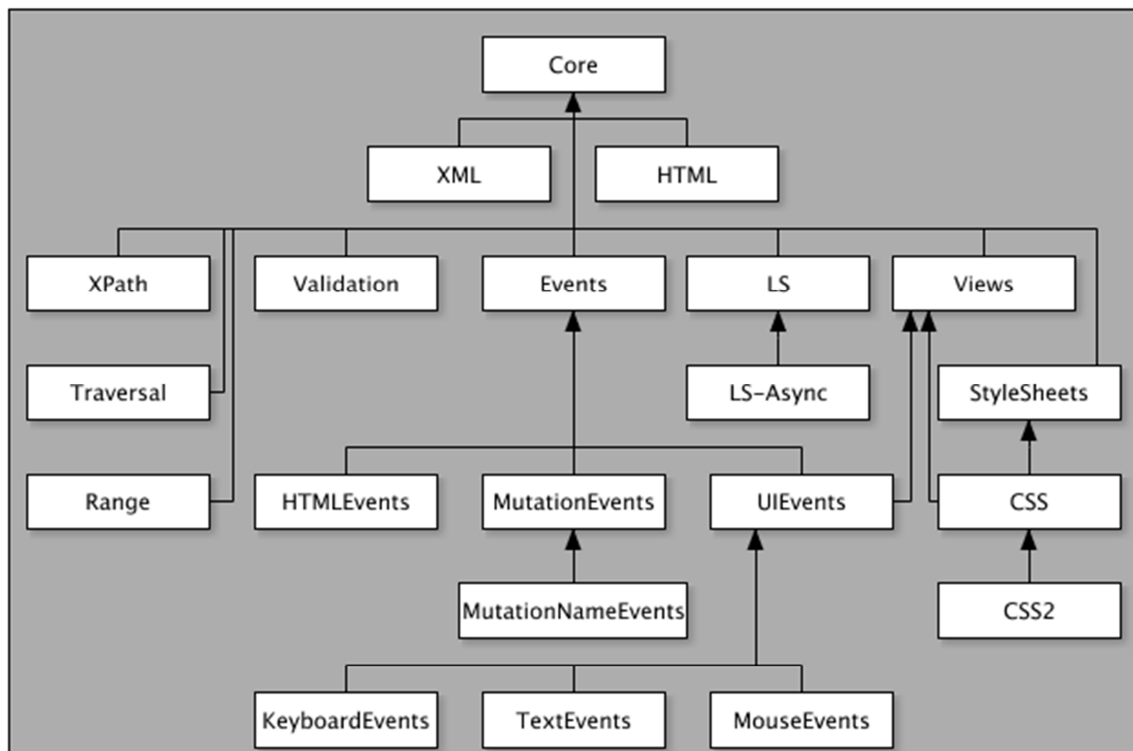 Core
XML
HTML
XPath
Validation
Events
LS
Views
Traversal
LS-Async
StyleSheets
Range
HTMLEvents
MutationEvents
UIEvents
CSS
MutationNameEvents
CSS2
KeyboardEvents
TextEvents
MouseEvents